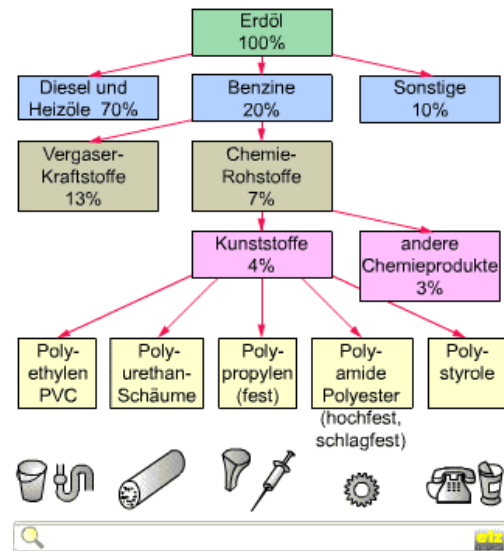 Erdöl
100%
Diesel und
Heizöle 70%
Benzine
20%
Sonstige
10%
Vergaser-
Kraftstoffe
13%
Chemie-
Rohstoffe
7%
Kunststoffe
4%
andere
Chemieprodukte
3%
Poly-
ethylen
PVC
Poly-
urethan-
Schäume
Poly-
propylen
(fest)
Poly-
amide
Polyester
(hochfest,
schlagfest)
Poly-
styrole